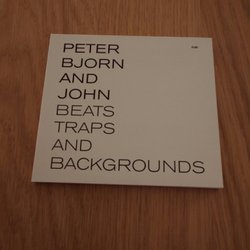 PETER
BJORN
AND
JOHN
BEATS
TRAPS
AND
BACKGROUNDS